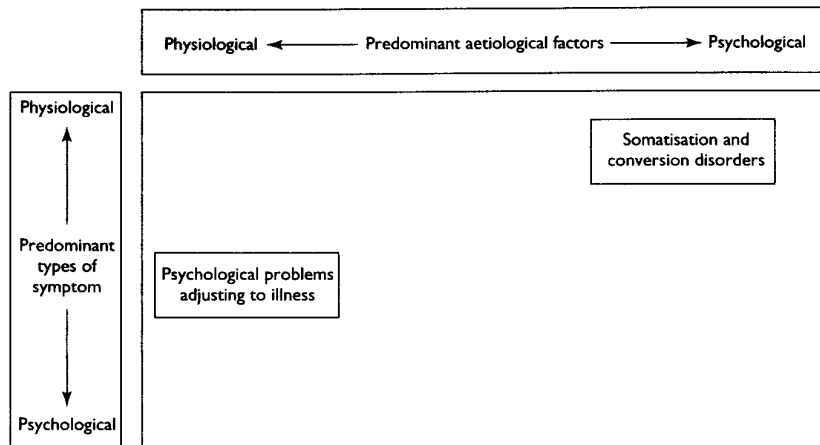 Physiological Predominant aetiological factors Psychological
Physiological
Predominant
types of
symptom
Psychological
Somatisation and
conversion disorders
Psychological problems
adjusting to illness